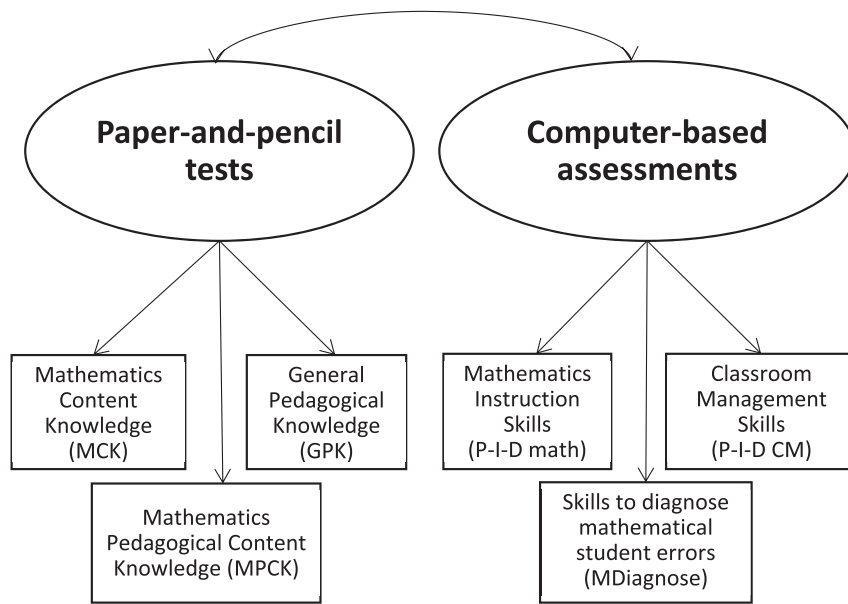 Paper-and-pencil
tests
Computer-based
assessments
Mathematics
Content
Knowledge
(MCK)
General
Pedagogical
Knowledge
(GPK)
Mathematics
Instruction
Skills
(P-I-D math)
Classroom
Management
Skills
(P-I-D CM)
Mathematics
Pedagogical Content
Knowledge (MPCK)
Skills to diagnose
mathematical
student errors
(MDiagnose)